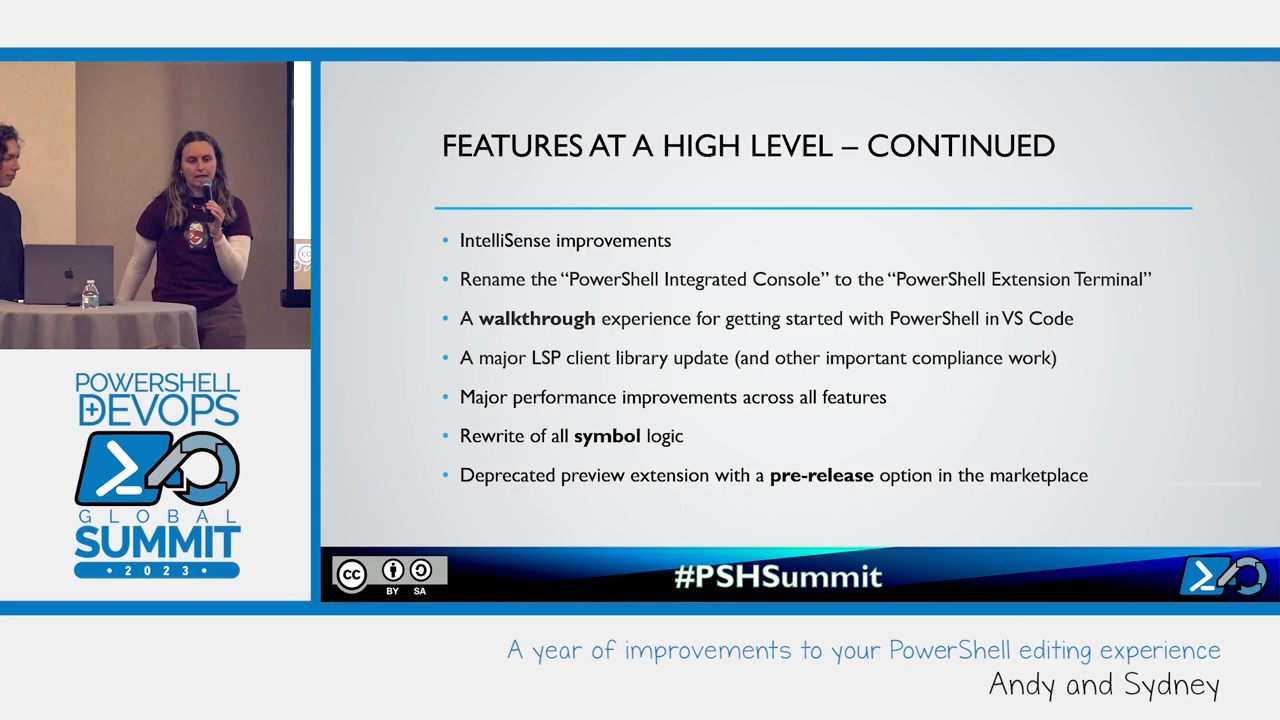 FEATURES AT A HIGH LEVEL – CONTINUED
• IntelliSense improvements
• Rename the “PowerShell Integrated Console” to the “PowerShell Extension Terminal”
• A walkthrough experience for getting started with PowerShell in VS Code
• A major LSP client library update (and other important compliance work)
• Major performance improvements across all features
• Rewrite of all symbol logic
• Deprecated preview extension with a pre-release option in the marketplace
POWERSHELL
+DEVOPS
GLOBAL
SUMMIT
• 2023 •
cc
BY SA
#PSHSummit
A year of improvements to your PowerShell editing experience
Andy and Sydney